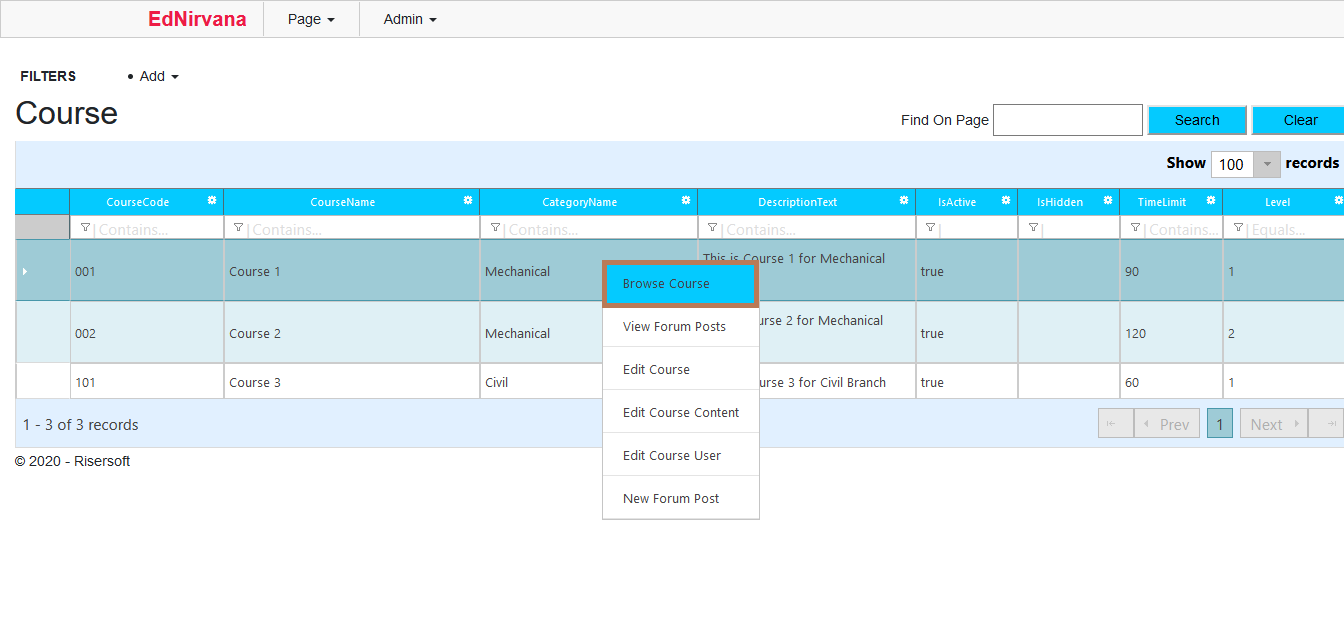 EdNirvana Page Admin
FILTERS • Add
Course
Find On Page Search Clear
Show 100 records
CourseCode CourseName CategoryName DescriptionText IsActive IsHidden TimeLimit Level
Contains... Contains... Contains... Contains... Contains... Equals...
001 Course 1 Mechanical This is Course 1 for Mechanical true 90 1
Browse Course
View Forum Posts
002 Course 2 Mechanical urse 2 for Mechanical true 120 2
Edit Course
101 Course 3 Civil urse 3 for Civil Branch true 60 1
Edit Course Content
1 - 3 of 3 records Prev 1 Next
Edit Course User
© 2020 - Risersoft
New Forum Post